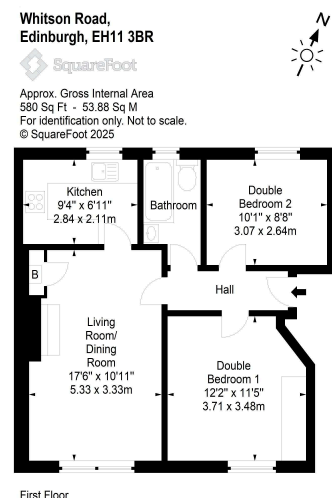 Whitson Road,
Edinburgh, EH11 3BR
N
SquareFoot
Approx. Gross Internal Area
580 Sq Ft - 53.88 Sq M
For identification only. Not to scale.
© SquareFoot 2025
Kitchen
9'4" x 6'11"
2.84 x 2.11m
Bathroom
Double
Bedroom 2
10'1" x 8'8"
3.07 x 2.64m
B
Hall
Living
Room/
Dining
Room
17'6" x 10'11"
5.33 x 3.33m
Double
Bedroom 1
12'2" x 11'5"
3.71 x 3.48m
First Floor